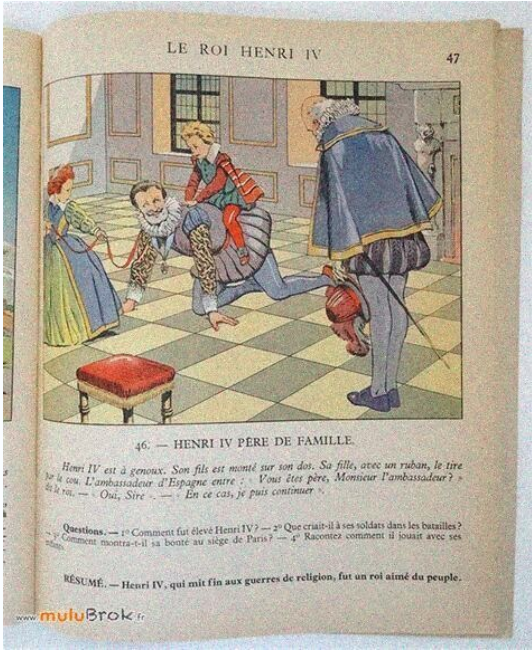 LE ROI HENRI IV
47
46. — HENRI IV PÈRE DE FAMILLE.
Henri IV est à genoux. Son fils est monté sur son dos. Sa fille, avec un ruban, le tire
par le cou. L'ambassadeur d'Espagne entre : « Vous êtes père, Monsieur l'ambassadeur ? »
dit le roi. — « Oui, Sire ». — « En ce cas, je puis continuer ».
Questions. — 1º Comment fut élevé Henri IV ? — 2º Que criait-il à ses soldats dans les batailles ?
— 3º Comment montra-t-il sa bonté au siège de Paris ? — 4º Racontez comment il jouait avec ses
enfants.
RÉSUMÉ. — Henri IV, qui mit fin aux guerres de religion, fut un roi aimé du peuple.
www.muluBrok.fr